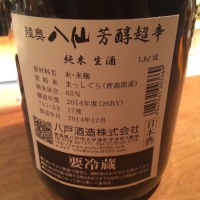 陸奥 八仙 芳醇超辛
純米 生酒 1.8ℓ詰
原材料名 米・米麹
原料米 まっしぐら(青森県産)
精米歩合 65%
醸造年度 2014年度(26BY)
アルコール分 17度
製造年月 2014年12月
八戸酒造株式会社
日本酒
要冷蔵